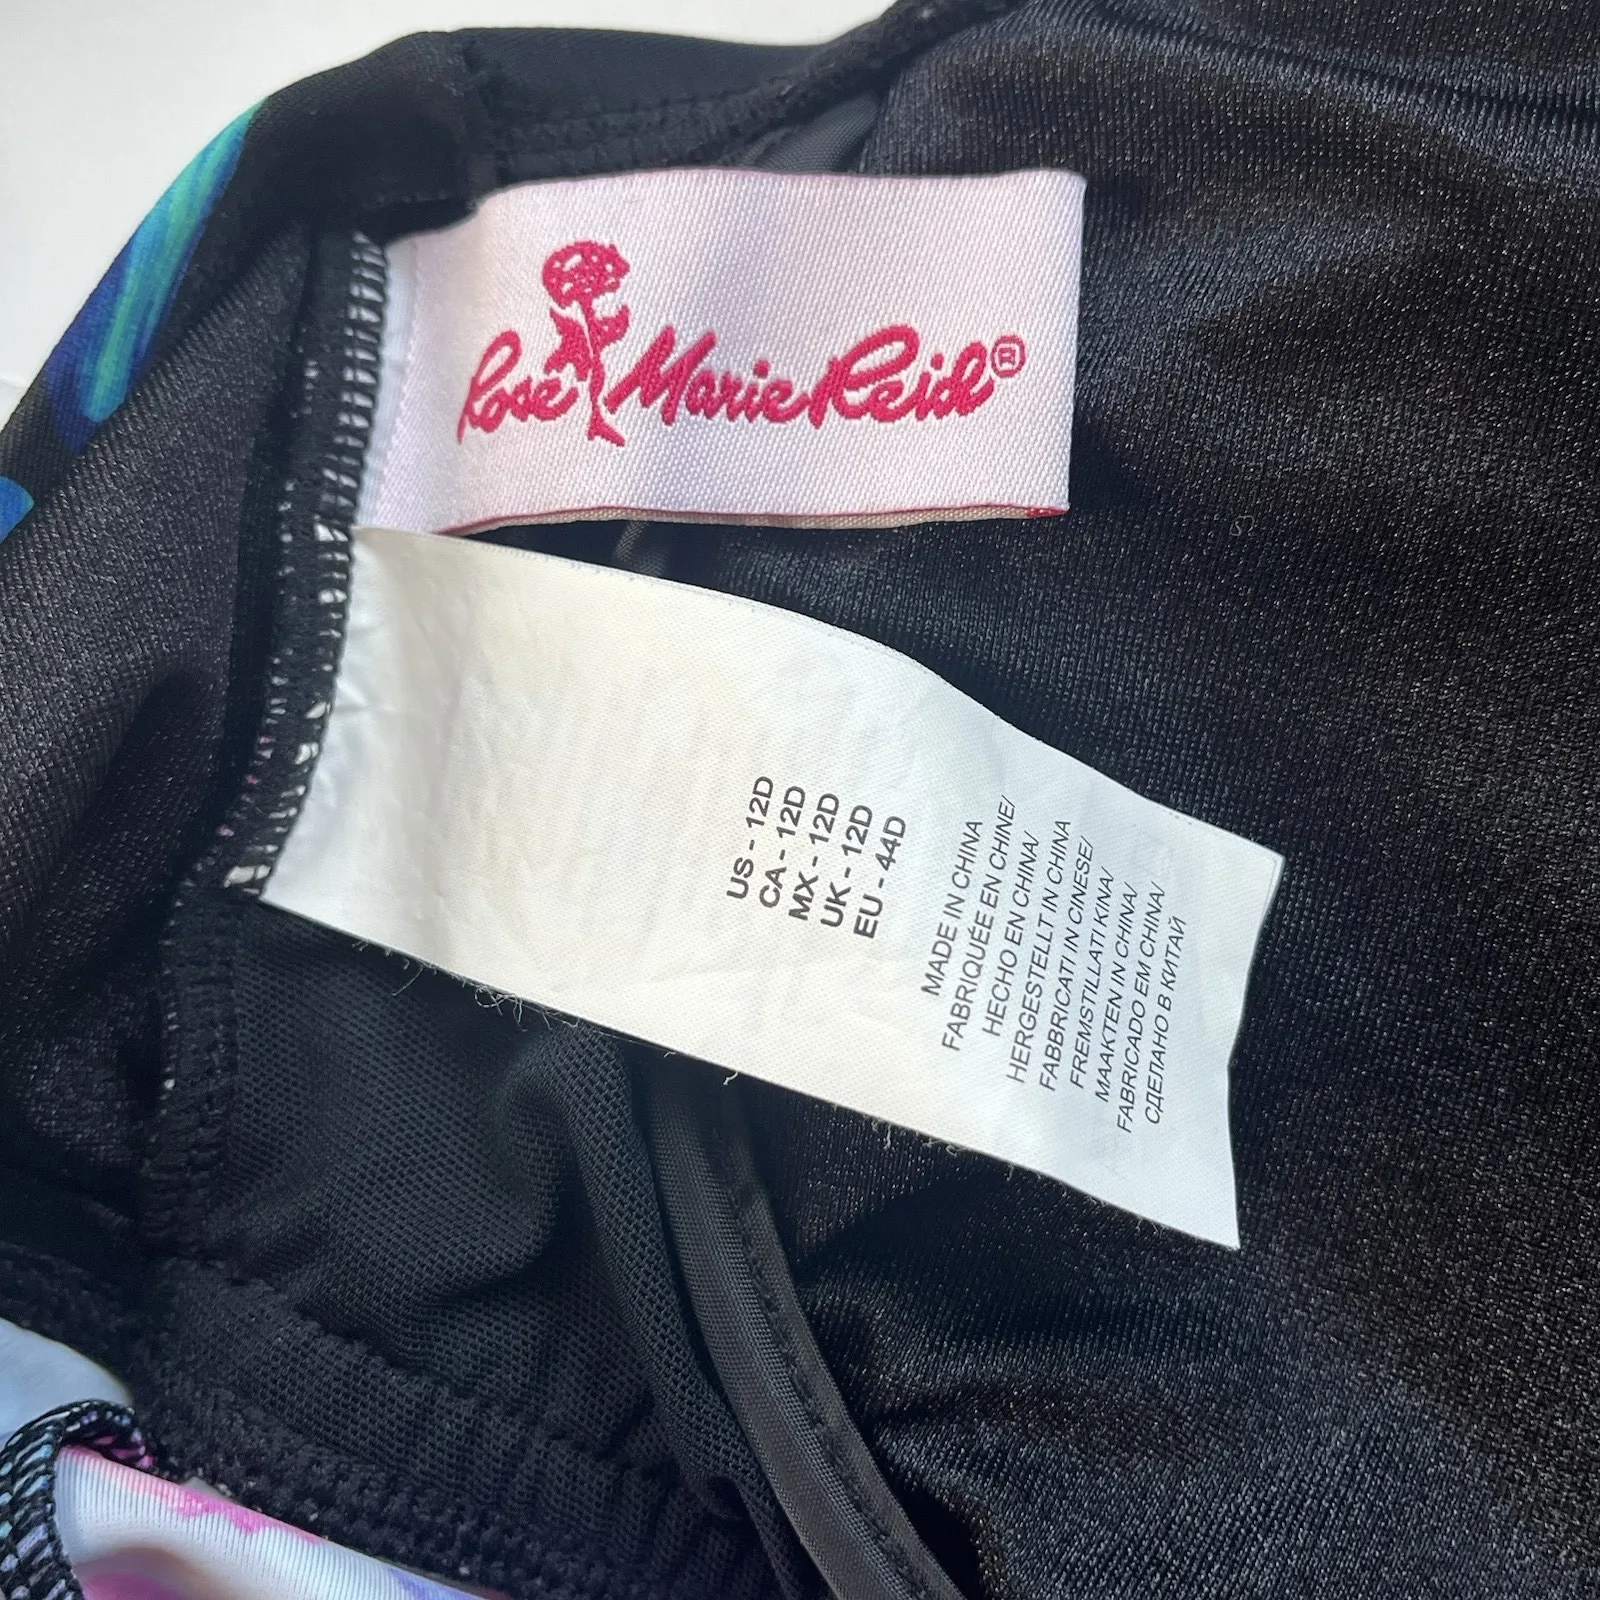 Rose Marie Reid®
US - 12D
CA - 12D
MX - 12D
UK - 12D
EU - 44D
MADE IN CHINA
FABRIQUÉE EN CHINE/
HECHO EN CHINA/
HERGESTELLT IN CHINA
FABBRICATI IN CINESE/
FREMSTILLATI KINA/
MAAKTEN IN CHINA/
FABRICADO EM CHINA/
СДЕЛАНО В КИТАЙ